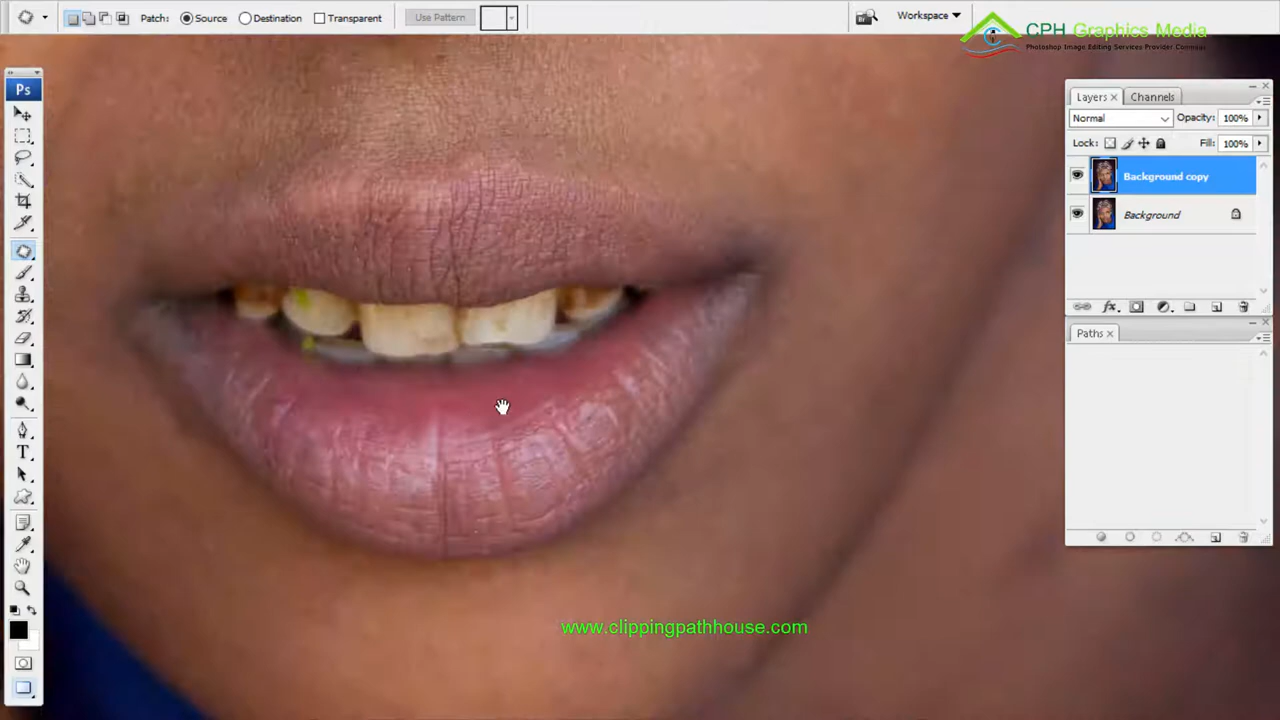 Patch:
Source
Destination
Transparent
Use Pattern
Workspace
CPH Graphics Media
Photoshop Image Editing Services Provider Company
Ps
Layers
Channels
Normal
Opacity: 100%
Lock:
Fill: 100%
Background copy
Background
Paths
T
www.clippingpathhouse.com